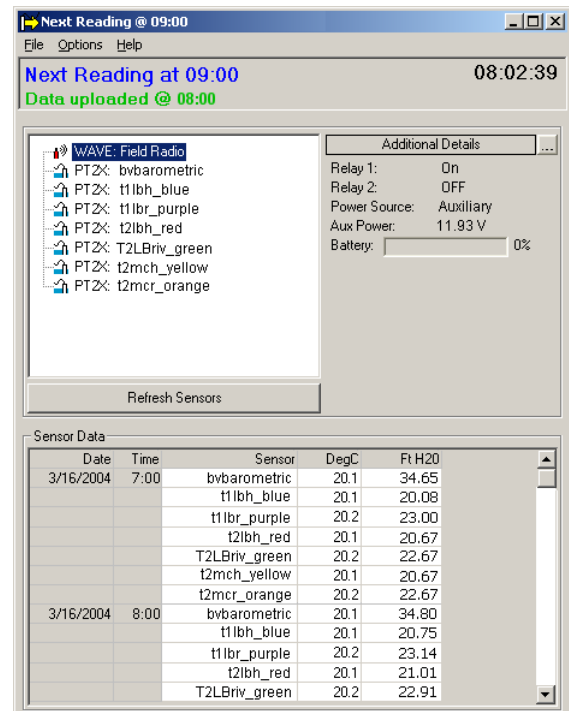 Next Reading @ 09:00
File Options Help
Next Reading at 09:00 08:02:39
Data uploaded @ 08:00
WAVE: Field Radio
PT2X: bvbarometric
PT2X: t1lbh_blue
PT2X: t1lbr_purple
PT2X: t2lbh_red
PT2X: T2LBriv_green
PT2X: t2mch_yellow
PT2X: t2mcr_orange
Refresh Sensors
Additional Details ...
Relay 1: On
Relay 2: OFF
Power Source: Auxiliary
Aux Power: 11.93 V
Battery: 0%
Sensor Data
Date Time Sensor DegC Ft H20
3/16/2004 7:00 bvbarometric 20.1 34.65
t1lbh_blue 20.1 20.08
t1lbr_purple 20.2 23.00
t2lbh_red 20.1 20.67
T2LBriv_green 20.2 22.67
t2mch_yellow 20.1 20.67
t2mcr_orange 20.2 22.67
3/16/2004 8:00 bvbarometric 20.1 34.80
t1lbh_blue 20.1 20.75
t1lbr_purple 20.2 23.14
t2lbh_red 20.1 21.01
T2LBriv_green 20.2 22.91